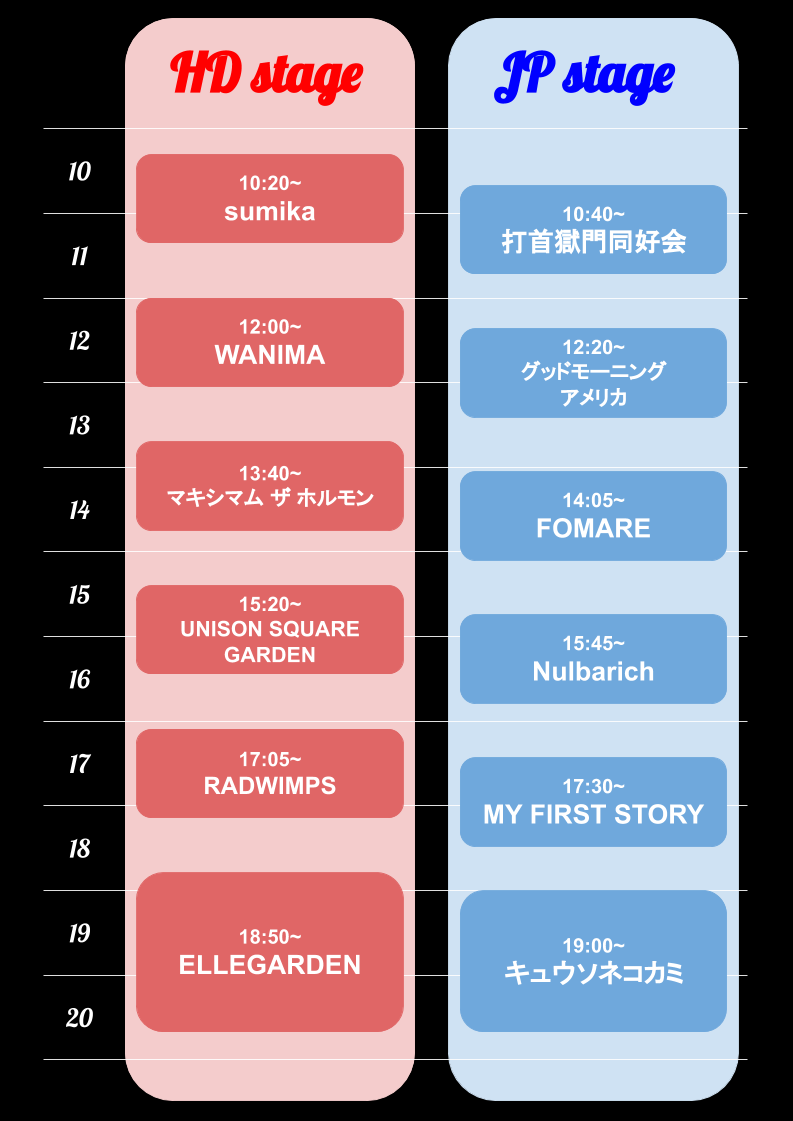 HD stage
JP stage
10
11
12
13
14
15
16
17
18
19
20
10:20~
sumika
12:00~
WANIMA
13:40~
マキシマム ザ ホルモン
15:20~
UNISON SQUARE
GARDEN
17:05~
RADWIMPS
18:50~
ELLEGARDEN
10:40~
打首獄門同好会
12:20~
グッドモーニング
アメリカ
14:05~
FOMARE
15:45~
Nulbarich
17:30~
MY FIRST STORY
19:00~
キュウソネコカミ